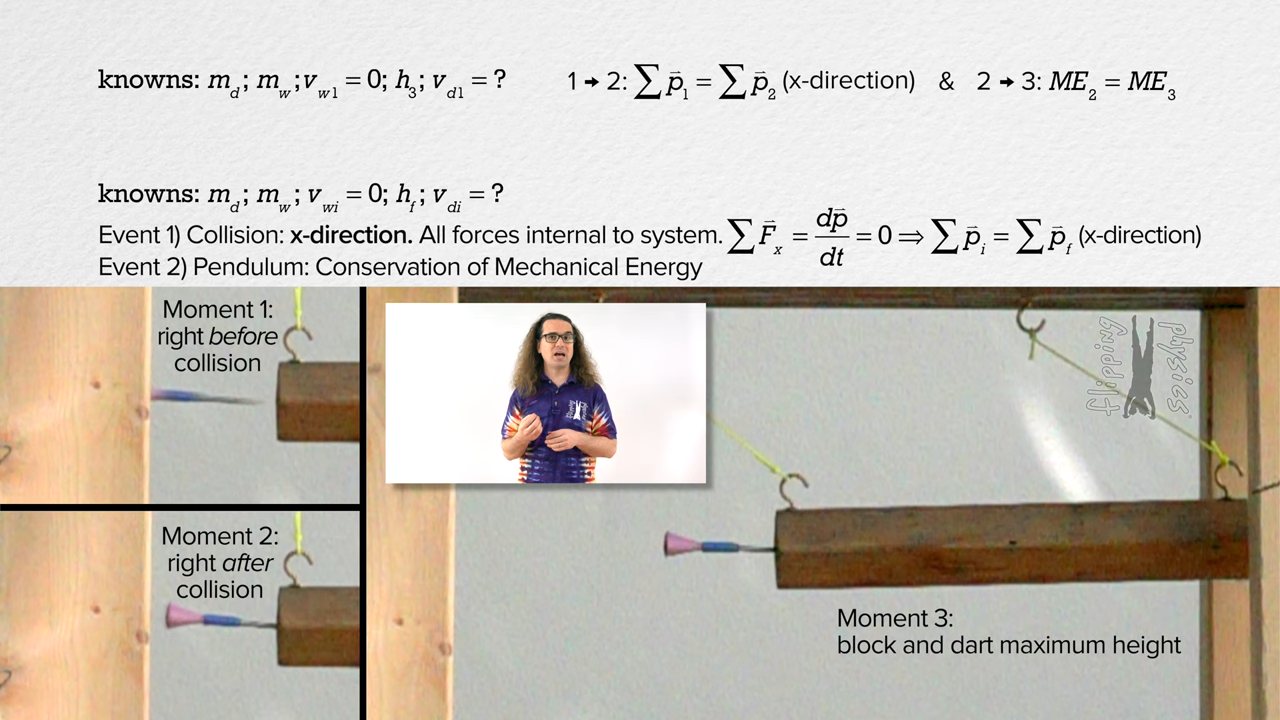 knowns: m_d; m_w; v_w1 = 0; h_3; v_d1 = ?   1 → 2: ∑ p⃗_1 = ∑ p⃗_2 (x-direction)   &   2 → 3: ME_2 = ME_3
knowns: m_d; m_w; v_wi = 0; h_f; v_di = ?
Event 1) Collision: x-direction. All forces internal to system. ∑ F⃗_x = dp⃗/dt = 0 ⇒ ∑ p⃗_i = ∑ p⃗_f (x-direction)
Event 2) Pendulum: Conservation of Mechanical Energy
Moment 1:
right before
collision
Moment 2:
right after
collision
flipping
physics
Moment 3:
block and dart maximum height